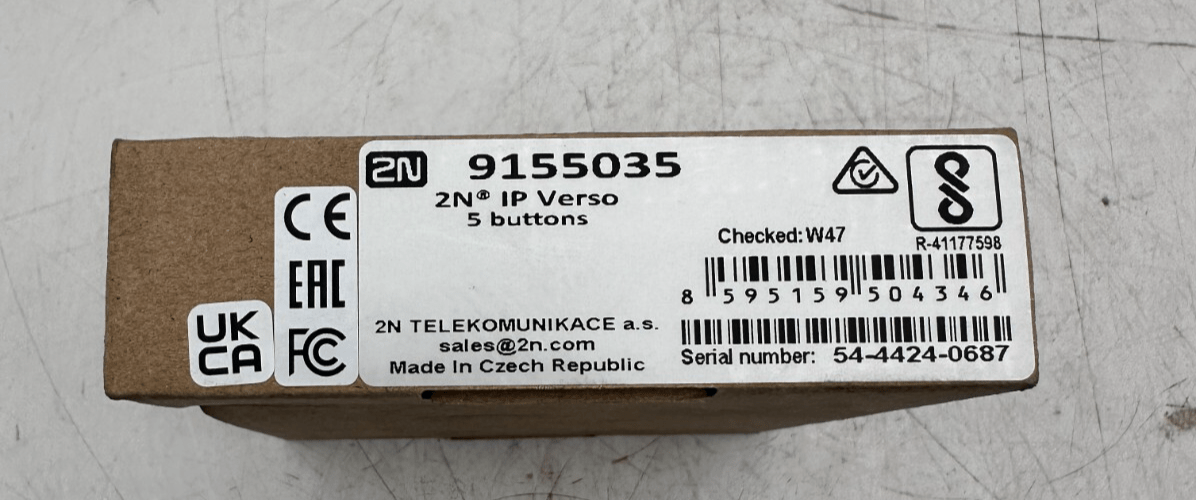 2N 9155035
2N® IP Verso
5 buttons
Checked: W47
R-41177598
8 595159 504346
2N TELEKOMUNIKACE a.s.
sales@2n.com
Made In Czech Republic
Serial number: 54-4424-0687
CE
EAC
FC
UK
CA